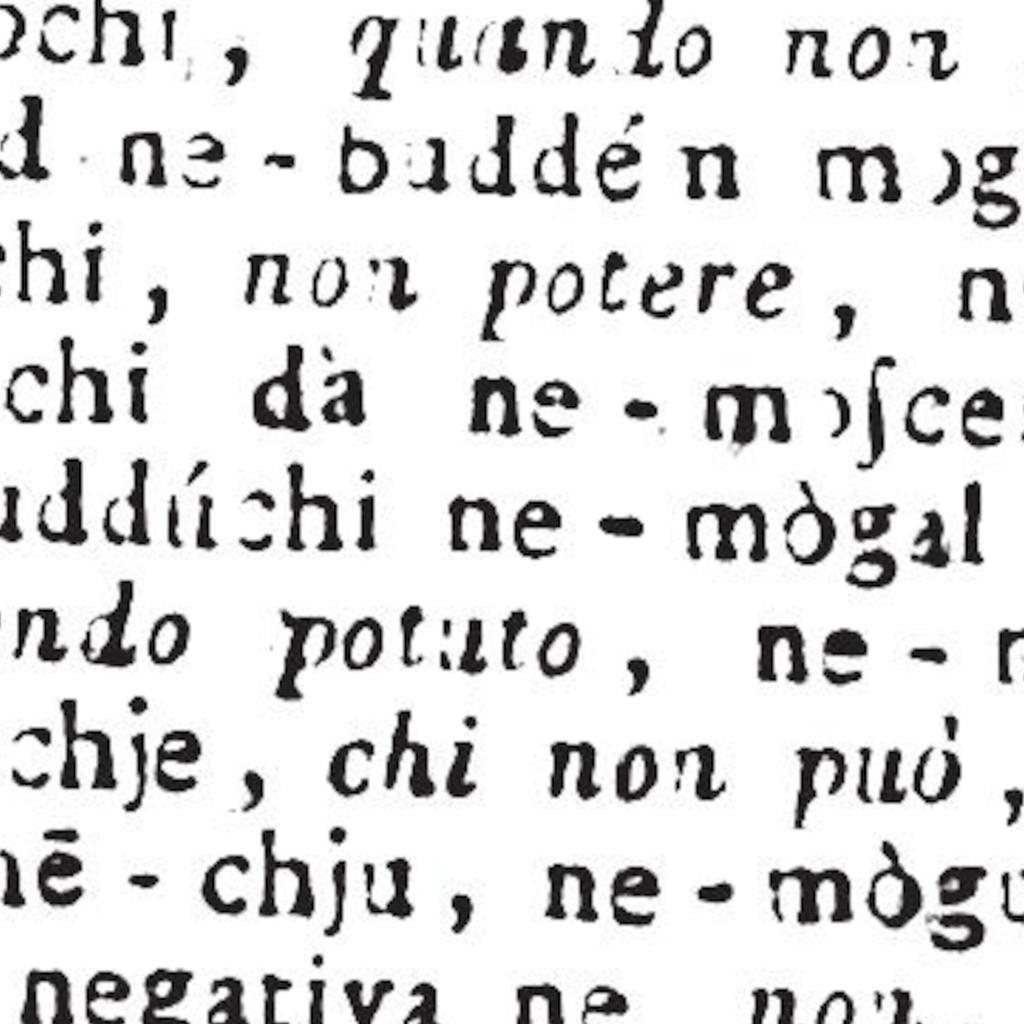 ochi, quando non
d ne-buddén mog
chi, non potere, n
chi dà ne-moſce
uddúchi ne-mògal
ndo potuto, ne-
chje, chi non può,
nē-chju, ne-mògu
negativa ne non